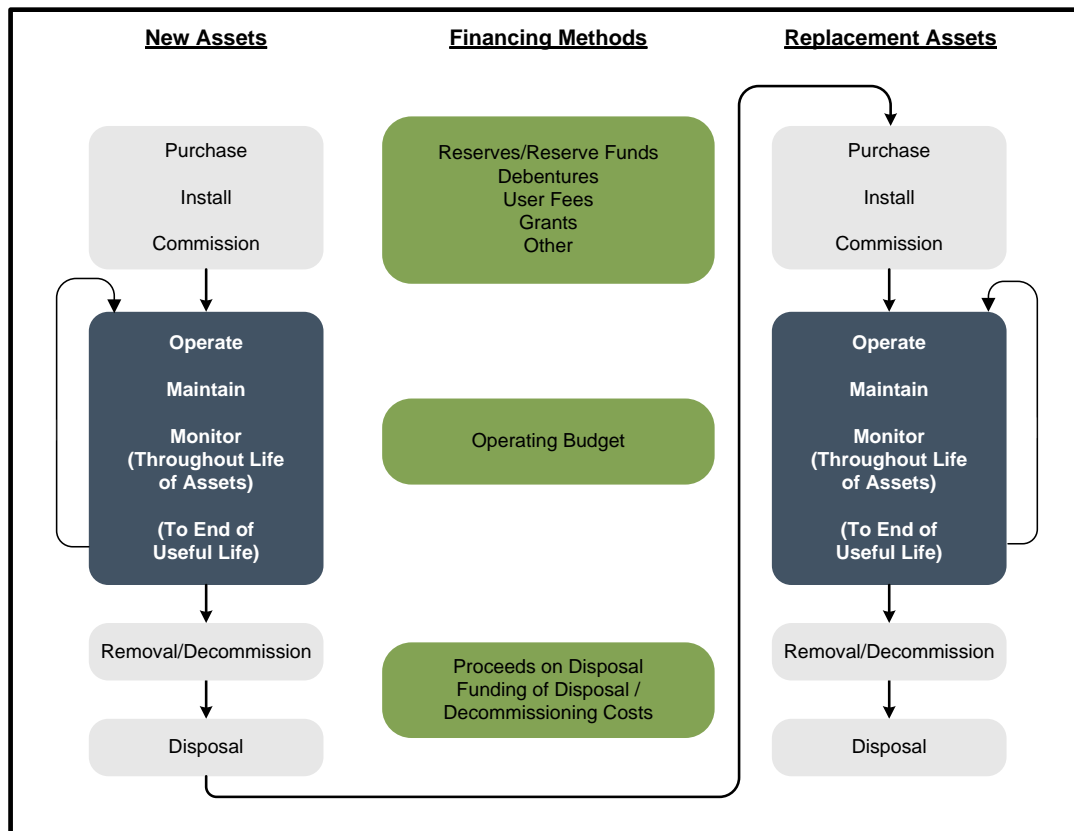 New Assets
Financing Methods
Replacement Assets
Purchase
Install
Commission
Operate
Maintain
Monitor
(Throughout Life
of Assets)
(To End of
Useful Life)
Removal/Decommission
Disposal
Reserves/Reserve Funds
Debentures
User Fees
Grants
Other
Operating Budget
Proceeds on Disposal
Funding of Disposal /
Decommissioning Costs
Purchase
Install
Commission
Operate
Maintain
Monitor
(Throughout Life
of Assets)
(To End of
Useful Life)
Removal/Decommission
Disposal